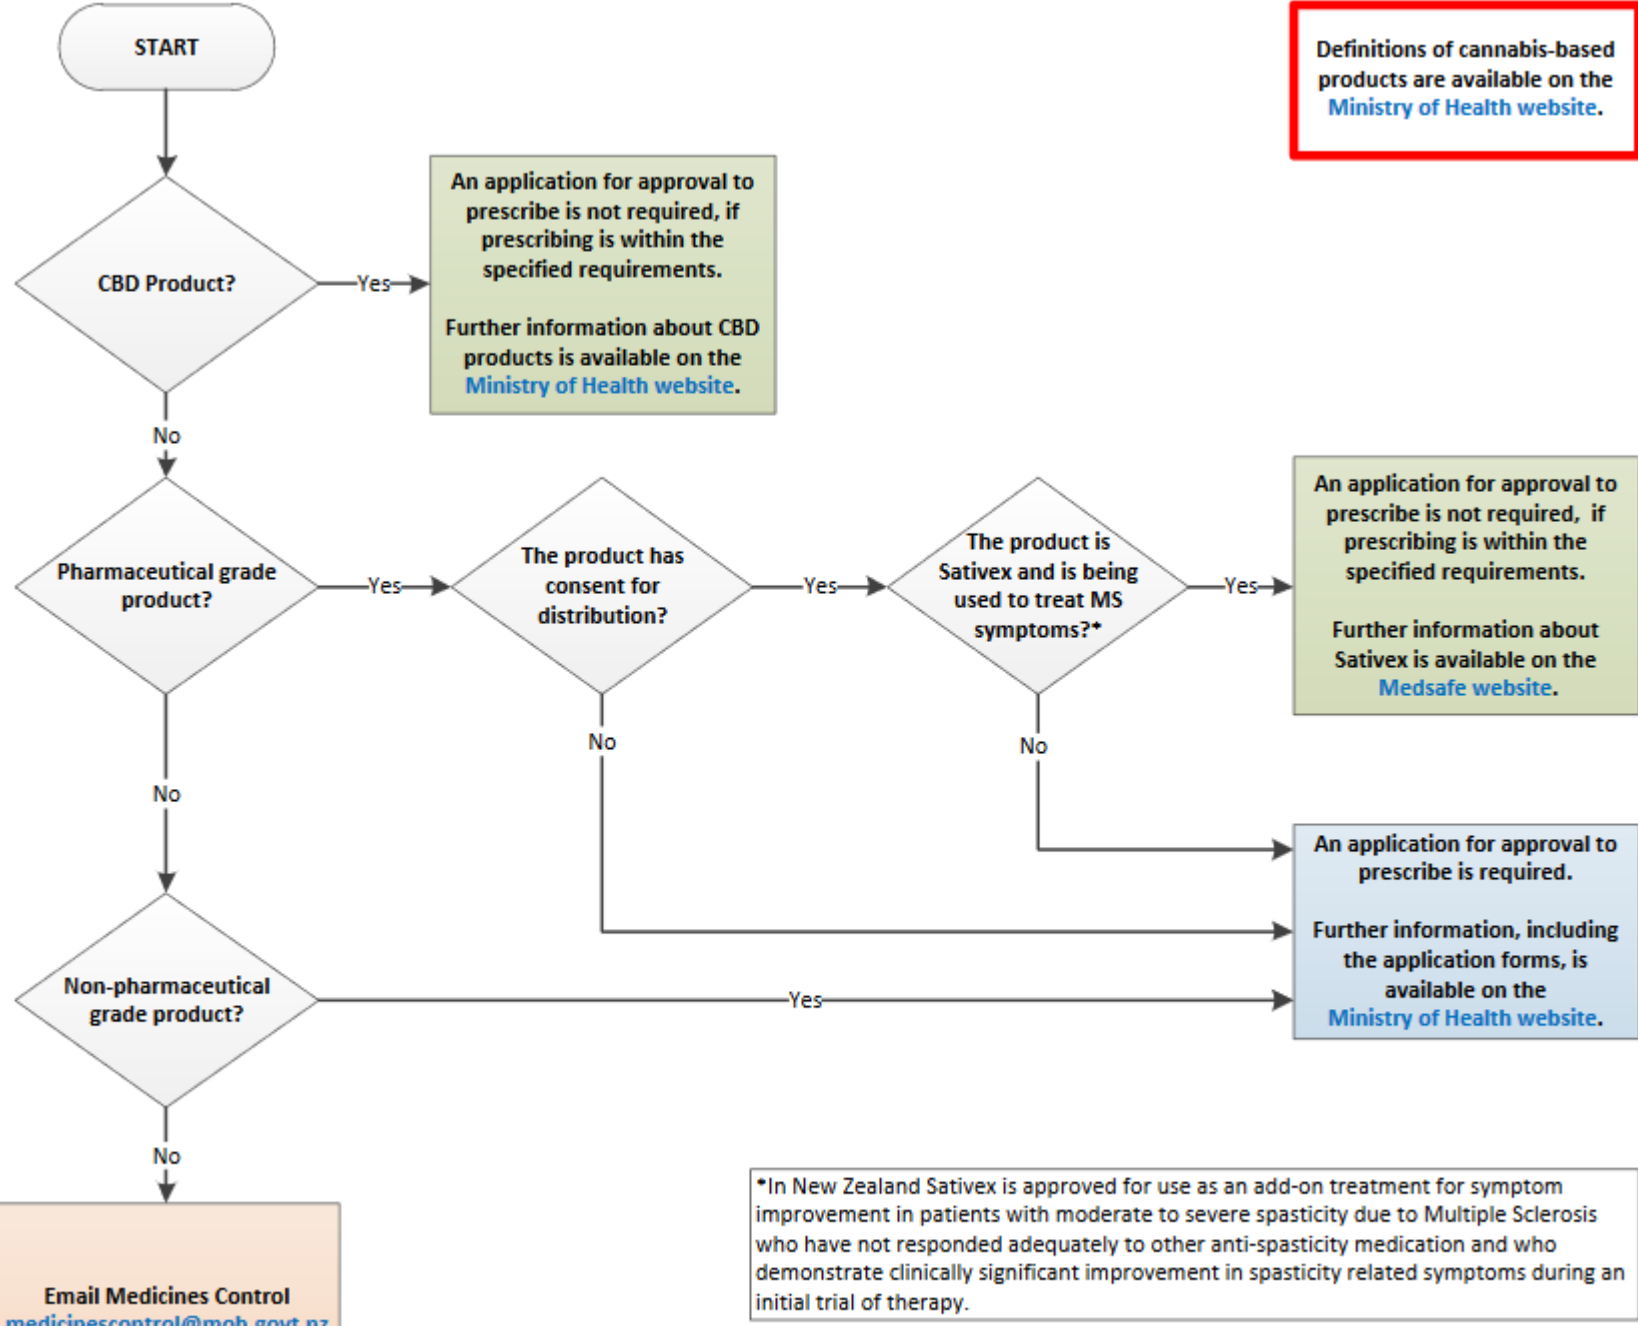 START
Definitions of cannabis-based
products are available on the
Ministry of Health website.
An application for approval to
prescribe is not required, if
prescribing is within the
specified requirements.
Further information about CBD
products is available on the
Ministry of Health website.
CBD Product?
Yes
No
Pharmaceutical grade
product?
Yes
The product has
consent for
distribution?
Yes
The product is
Sativex and is being
used to treat MS
symptoms?*
Yes
An application for approval to
prescribe is not required, if
prescribing is within the
specified requirements.
Further information about
Sativex is available on the
Medsafe website.
No
No
No
An application for approval to
prescribe is required.
Further information, including
the application forms, is
available on the
Ministry of Health website.
Non-pharmaceutical
grade product?
Yes
No
Email Medicines Control
medicinescontrol@moh.govt.nz
*In New Zealand Sativex is approved for use as an add-on treatment for symptom
improvement in patients with moderate to severe spasticity due to Multiple Sclerosis
who have not responded adequately to other anti-spasticity medication and who
demonstrate clinically significant improvement in spasticity related symptoms during an
initial trial of therapy.